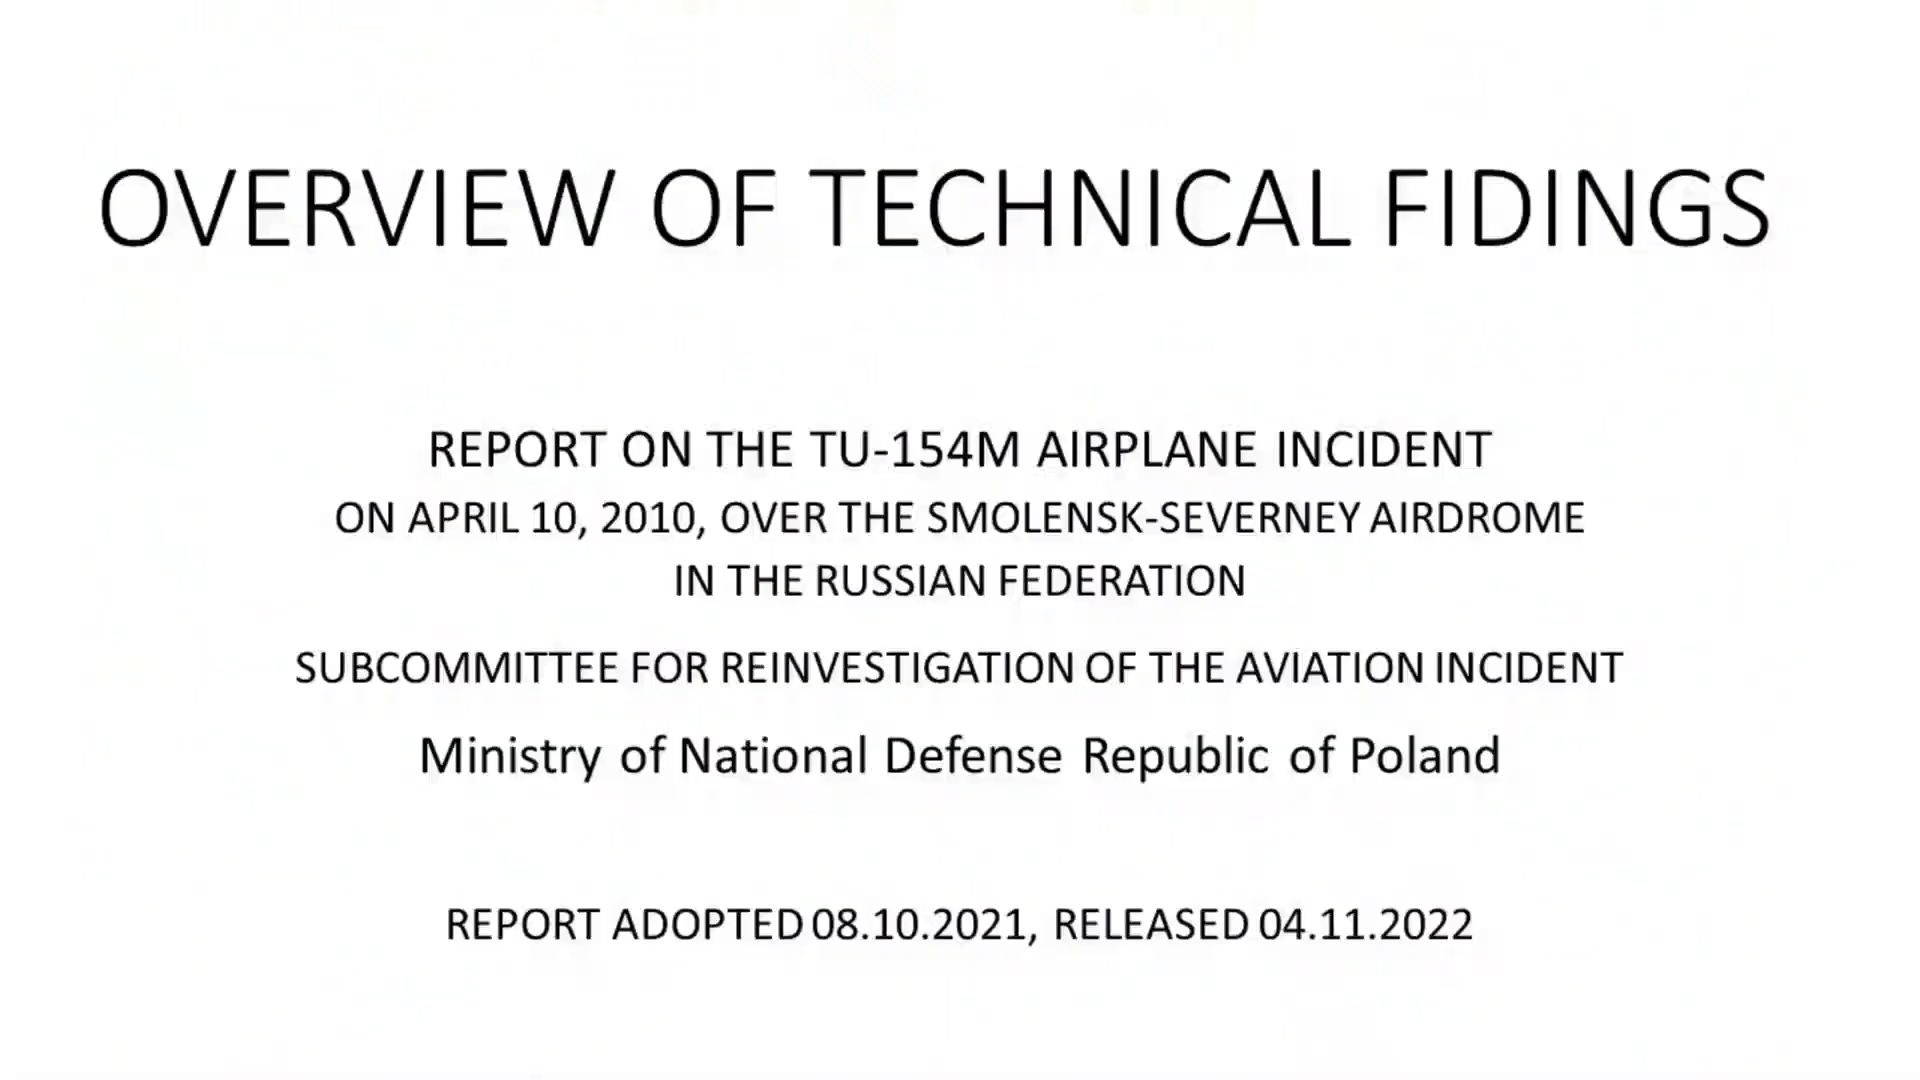 OVERVIEW OF TECHNICAL FIDINGS
REPORT ON THE TU-154M AIRPLANE INCIDENT
ON APRIL 10, 2010, OVER THE SMOLENSK-SEVERNEY AIRDROME
IN THE RUSSIAN FEDERATION
SUBCOMMITTEE FOR REINVESTIGATION OF THE AVIATION INCIDENT
Ministry of National Defense Republic of Poland
REPORT ADOPTED 08.10.2021, RELEASED 04.11.2022